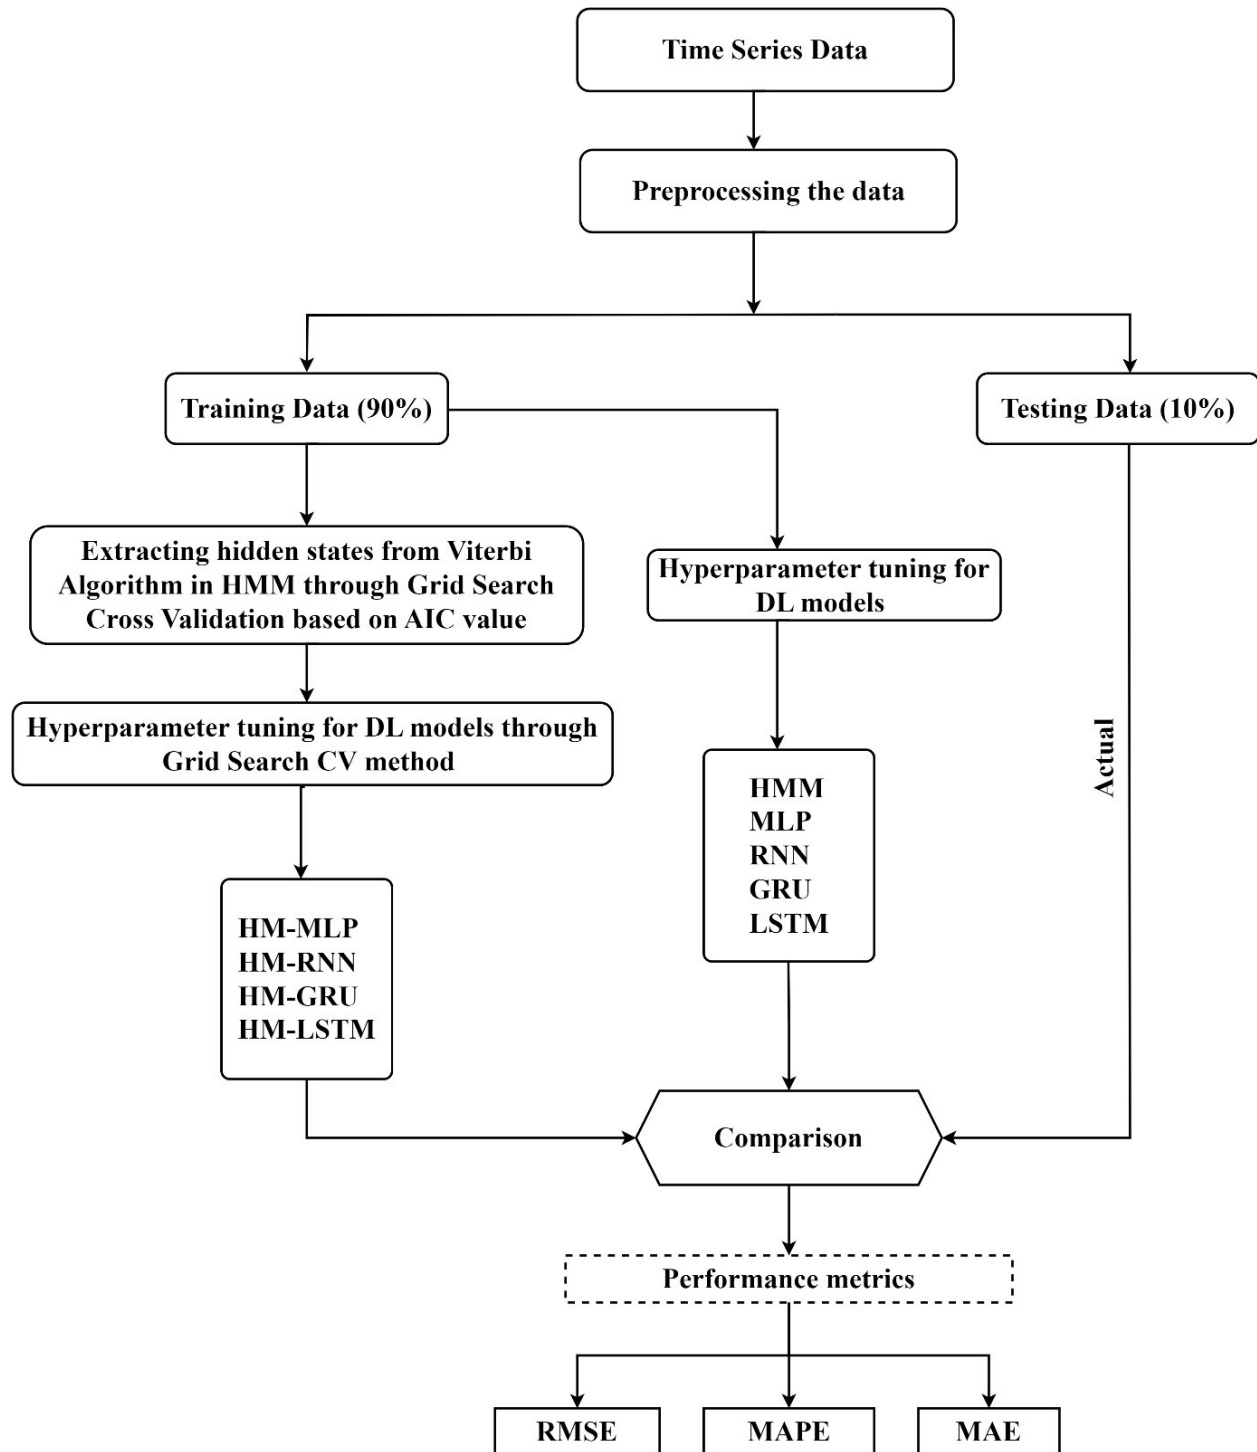 Time Series Data
Preprocessing the data
Training Data (90%)
Testing Data (10%)
Extracting hidden states from Viterbi
Algorithm in HMM through Grid Search
Cross Validation based on AIC value
Hyperparameter tuning for
DL models
Hyperparameter tuning for DL models through
Grid Search CV method
Actual
HMM
MLP
RNN
GRU
LSTM
HM-MLP
HM-RNN
HM-GRU
HM-LSTM
Comparison
Performance metrics
RMSE
MAPE
MAE